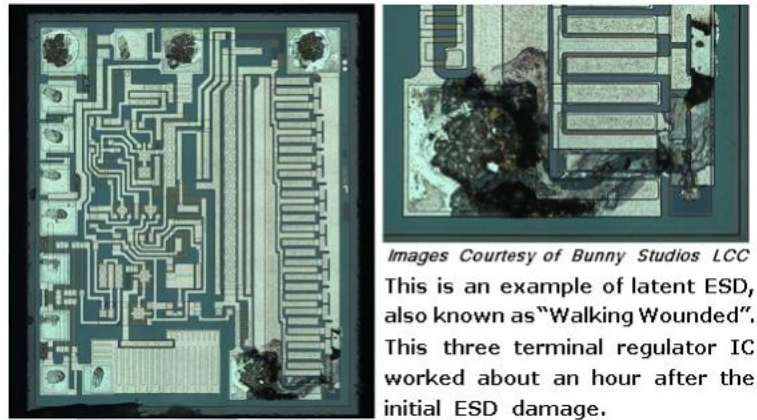 Images Courtesy of Bunny Studios LCC
This is an example of latent ESD,
also known as “Walking Wounded”.
This three terminal regulator IC
worked about an hour after the
initial ESD damage.